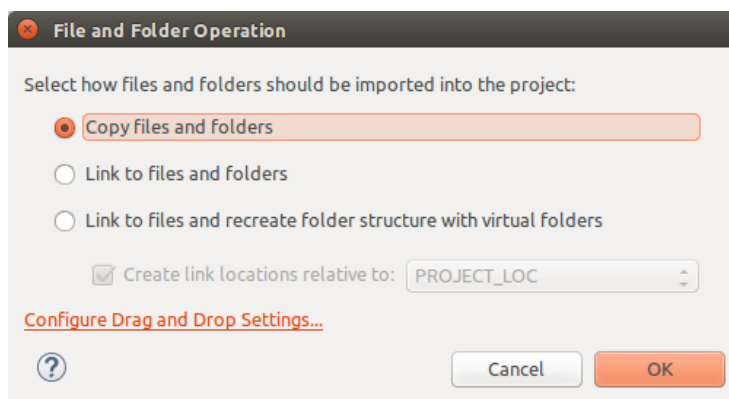 File and Folder Operation
Select how files and folders should be imported into the project:
Copy files and folders
Link to files and folders
Link to files and recreate folder structure with virtual folders
Create link locations relative to: PROJECT_LOC
Configure Drag and Drop Settings...
? Cancel OK